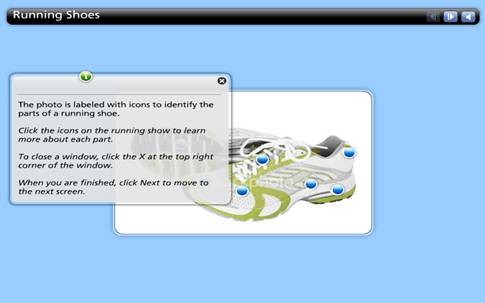 Running Shoes
The photo is labeled with icons to identify the
parts of a running shoe.
Click the icons on the running show to learn
more about each part.
To close a window, click the X at the top right
corner of the window.
When you are finished, click Next to move to
the next screen.